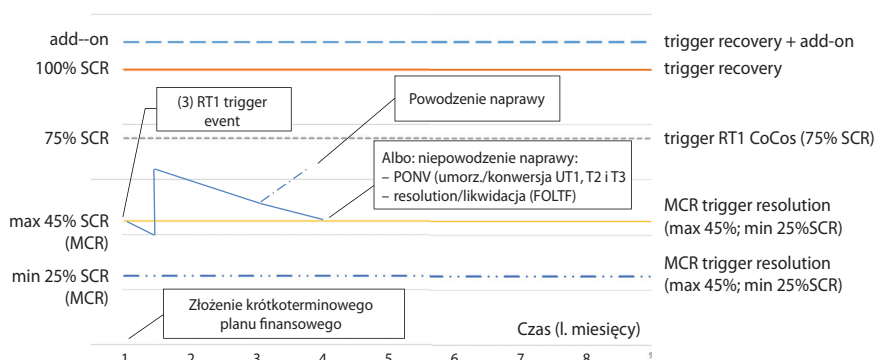 add--on
trigger recovery + add-on
100% SCR
trigger recovery
(3) RT1 trigger
event
Powodzenie naprawy
75% SCR
trigger RT1 CoCos (75% SCR)
Albo: niepowodzenie naprawy:
– PONV (umorz./konwersja UT1, T2 i T3
– resolution/likwidacja (FOLTF)
max 45% SCR
(MCR)
MCR trigger resolution
(max 45%; min 25%SCR)
min 25% SCR
(MCR)
MCR trigger resolution
(max 45%; min 25%SCR)
Złożenie krótkoterminowego
planu finansowego
Czas (l. miesięcy)
1 2 3 4 5 6 7 8 9